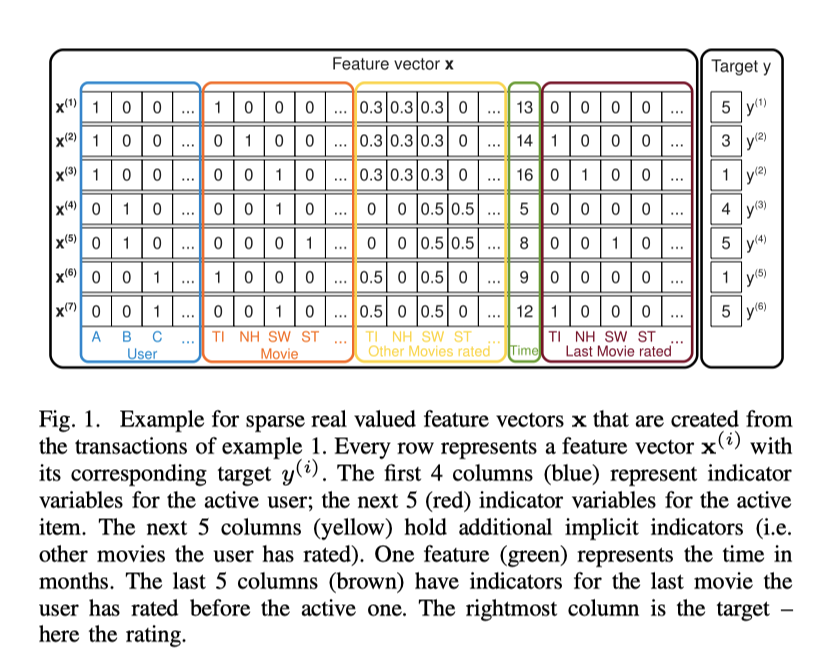 Feature vector x Target y
x(1) 1 0 0 ... 1 0 0 0 ... 0.3 0.3 0.3 0 ... 13 0 0 0 0 ... 5 y(1)
x(2) 1 0 0 ... 0 1 0 0 ... 0.3 0.3 0.3 0 ... 14 1 0 0 0 ... 3 y(2)
x(3) 1 0 0 ... 0 0 1 0 ... 0.3 0.3 0.3 0 ... 16 0 1 0 0 ... 1 y(2)
x(4) 0 1 0 ... 0 0 1 0 ... 0 0 0.5 0.5 ... 5 0 0 0 0 ... 4 y(3)
x(5) 0 1 0 ... 0 0 0 1 ... 0 0 0.5 0.5 ... 8 0 0 1 0 ... 5 y(4)
x(6) 0 0 1 ... 1 0 0 0 ... 0.5 0 0.5 0 ... 9 0 0 0 0 ... 1 y(5)
x(7) 0 0 1 ... 0 0 1 0 ... 0.5 0 0.5 0 ... 12 1 0 0 0 ... 5 y(6)
A B C ... TI NH SW ST ... TI NH SW ST ... TI NH SW ST ...
User Movie Other Movies rated Time Last Movie rated
Fig. 1. Example for sparse real valued feature vectors x that are created from
the transactions of example 1. Every row represents a feature vector x(i) with
its corresponding target y(i). The first 4 columns (blue) represent indicator
variables for the active user; the next 5 (red) indicator variables for the active
item. The next 5 columns (yellow) hold additional implicit indicators (i.e.
other movies the user has rated). One feature (green) represents the time in
months. The last 5 columns (brown) have indicators for the last movie the
user has rated before the active one. The rightmost column is the target –
here the rating.